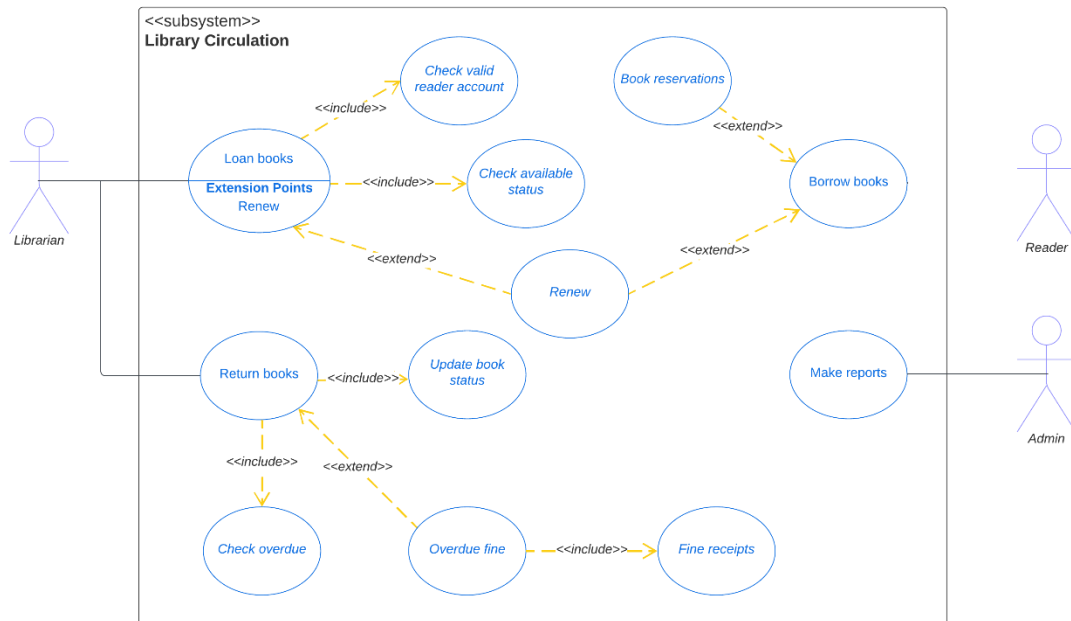 <<subsystem>>
Library Circulation
Check valid
reader account
Book reservations
<<include>>
<<extend>>
Loan books
Extension Points
Renew
<<include>>
Check available
status
Borrow books
Librarian
Reader
<<extend>>
<<extend>>
Renew
Return books
<<include>>
Update book
status
Make reports
Admin
<<include>>
<<extend>>
Check overdue
Overdue fine
<<include>>
Fine receipts